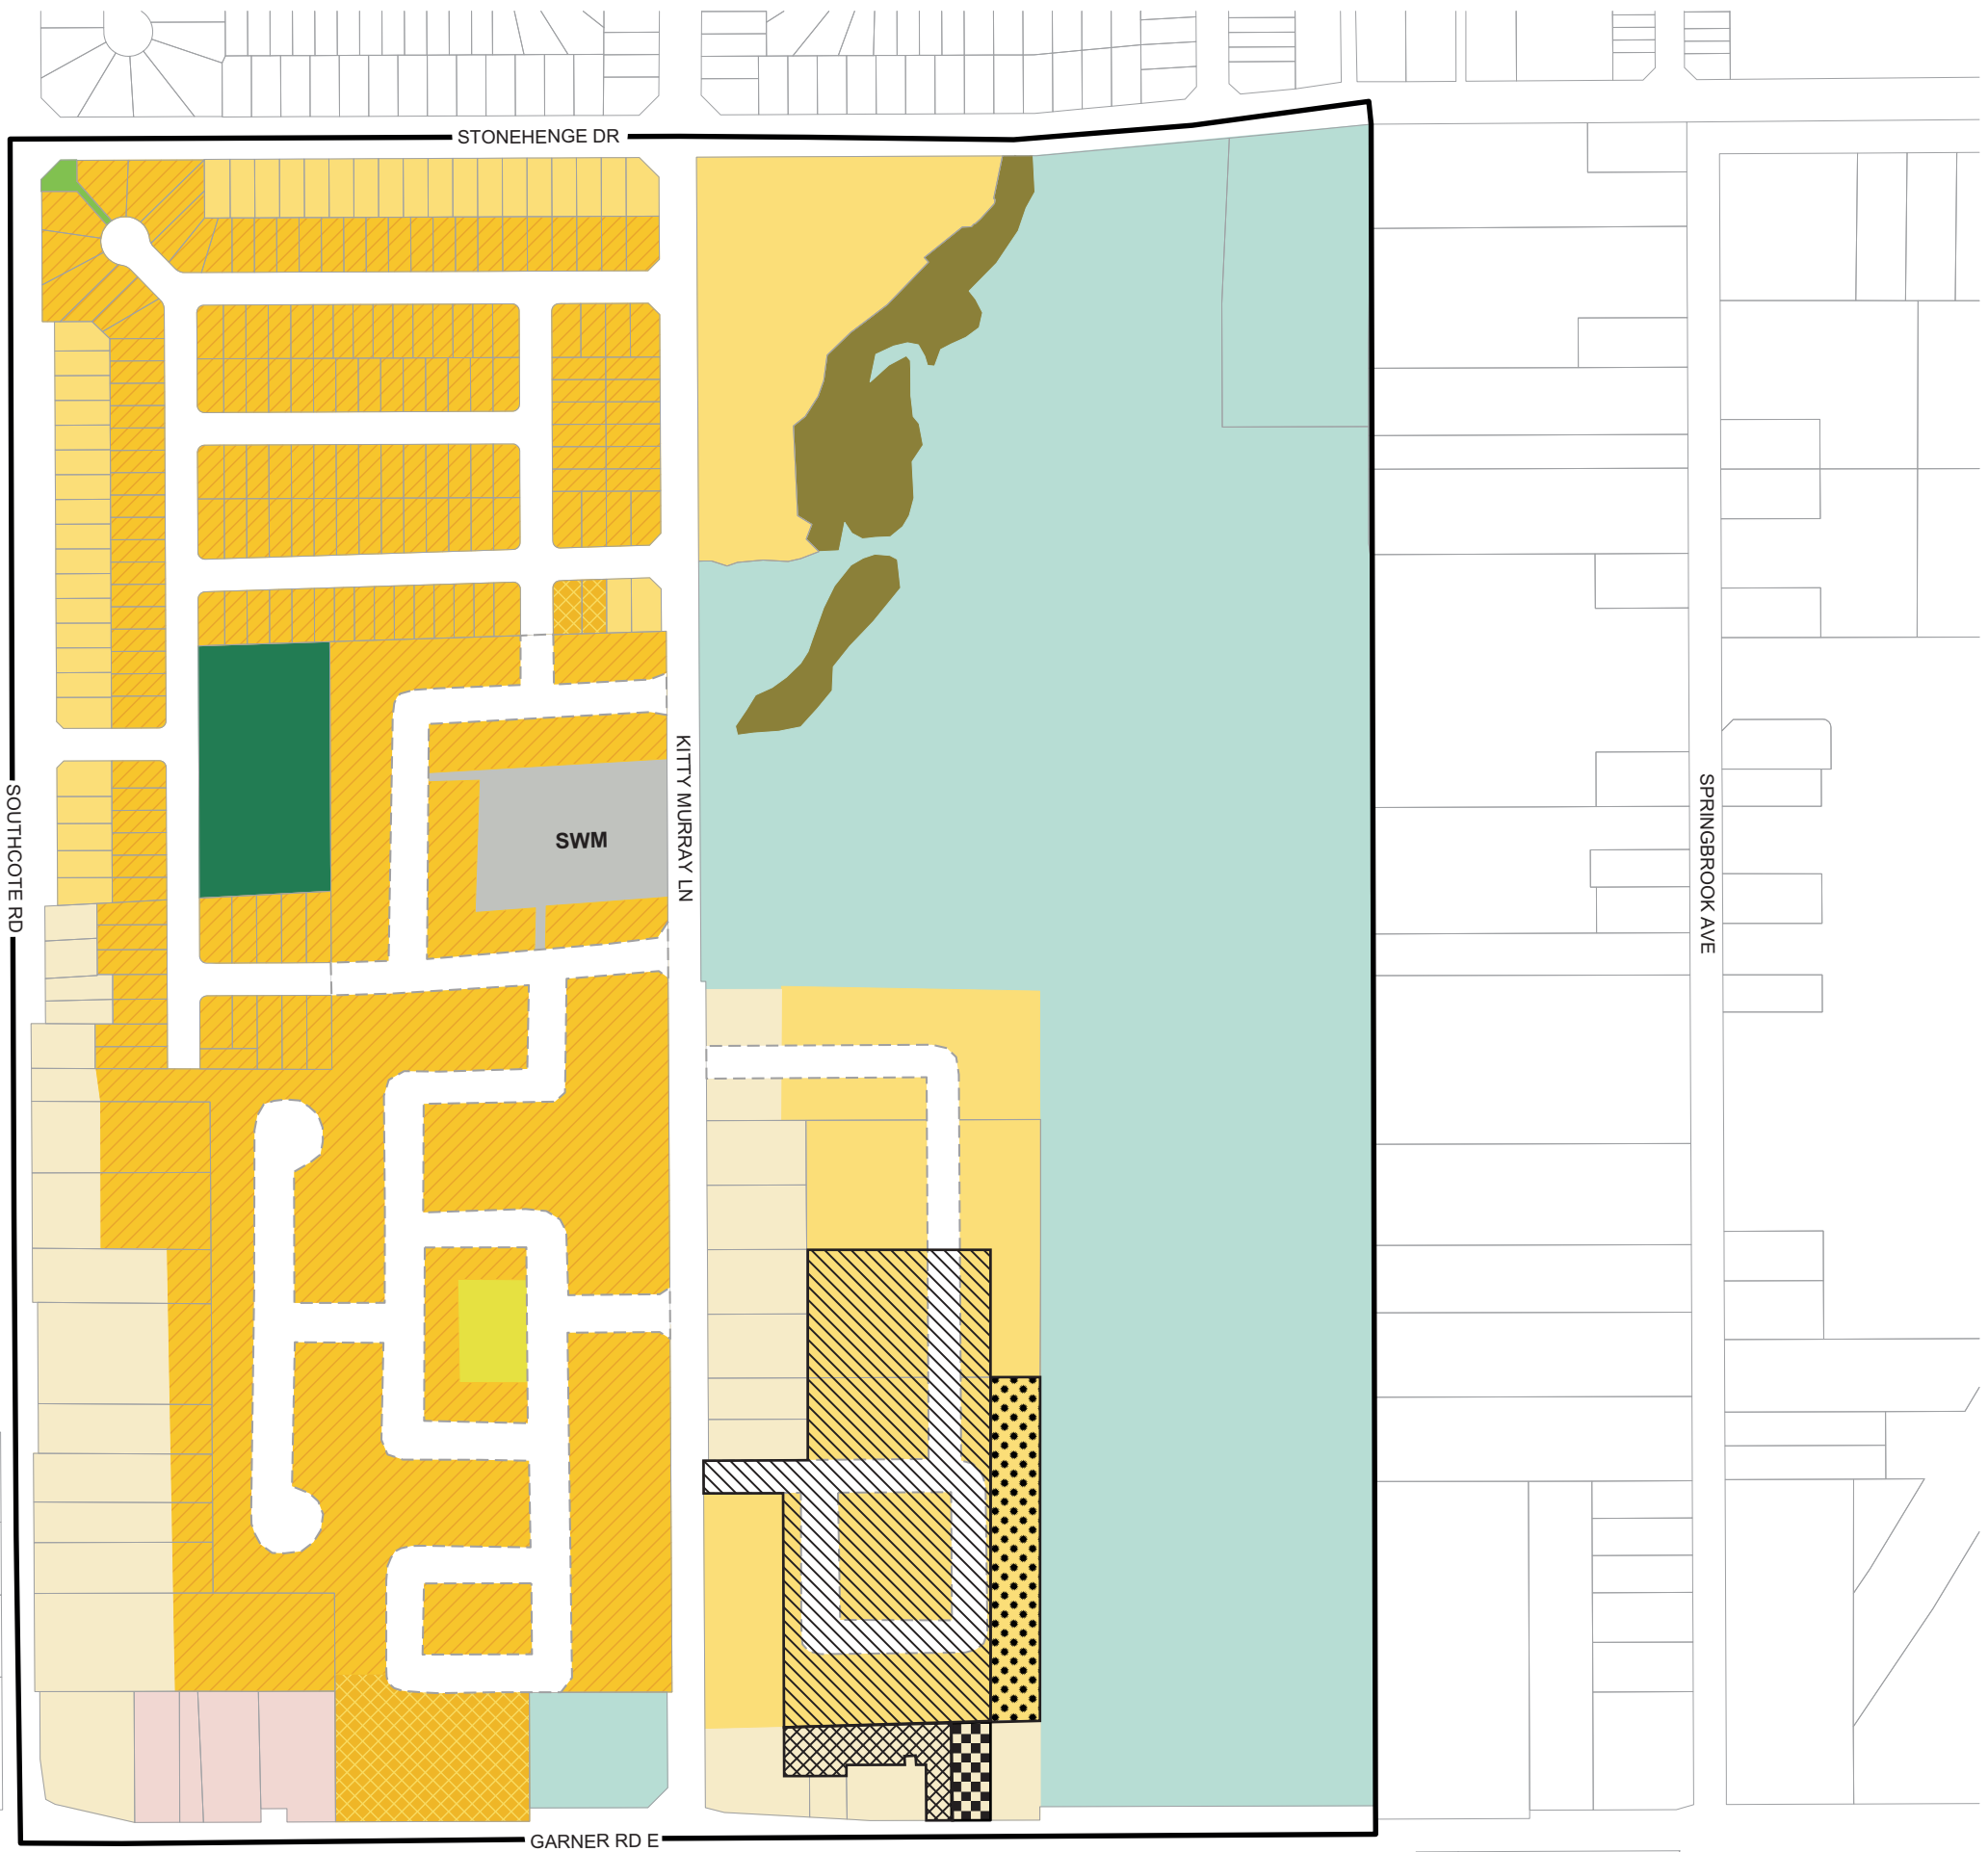 STONEHENGE DR
KITTY MURRAY LN
SOUTHCOTE RD
SPRINGBROOK AVE
SWM
GARNER RD E